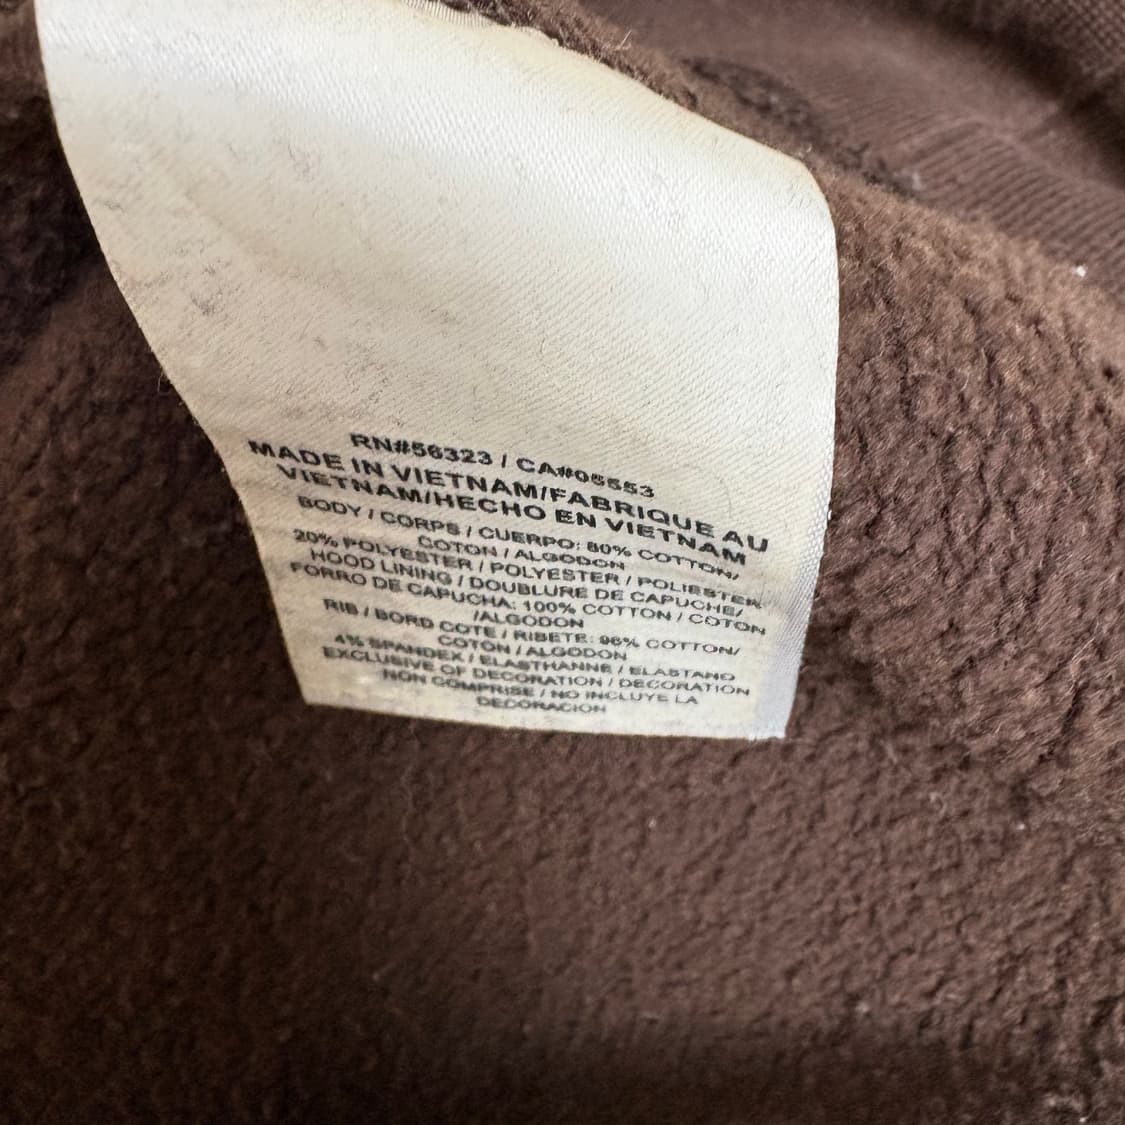 RN#56323 / CA#05553
MADE IN VIETNAM/FABRIQUE AU
VIETNAM/HECHO EN VIETNAM
BODY / CORPS / CUERPO: 80% COTTON/
COTON / ALGODON
20% POLYESTER / POLYESTER / POLIESTER
HOOD LINING / DOUBLURE DE CAPUCHE/
FORRO DE CAPUCHA: 100% COTTON / COTON
/ALGODON
RIB / BORD COTE / RIBETE: 96% COTTON/
COTON / ALGODON
4% SPANDEX / ELASTHANNE / ELASTANO
EXCLUSIVE OF DECORATION / DECORATION
NON COMPRISE / NO INCLUYE LA
DECORACION